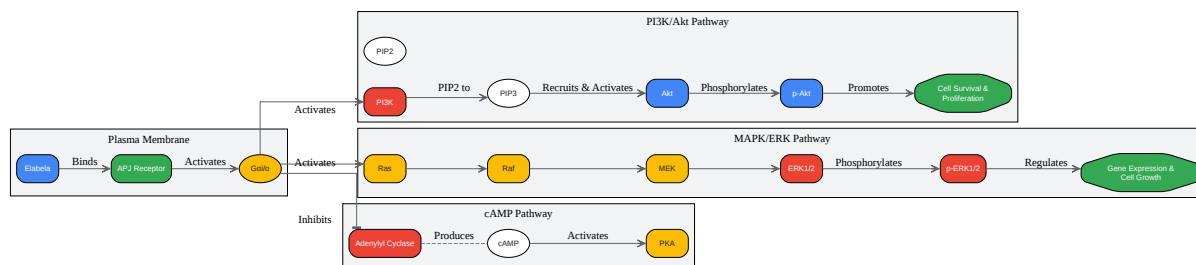 PI3K/Akt Pathway
PIP2
PI3K
PIP2 to
PIP3
Recruits & Activates
Akt
Phosphorylates
p-Akt
Promotes
Cell Survival &
Proliferation
Activates
Plasma Membrane
Elabela
Binds
APJ Receptor
Activates
Gαi/o
Activates
MAPK/ERK Pathway
Ras
Raf
MEK
ERK1/2
Phosphorylates
p-ERK1/2
Regulates
Gene Expression &
Cell Growth
Inhibits
cAMP Pathway
Adenylyl Cyclase
Produces
cAMP
Activates
PKA